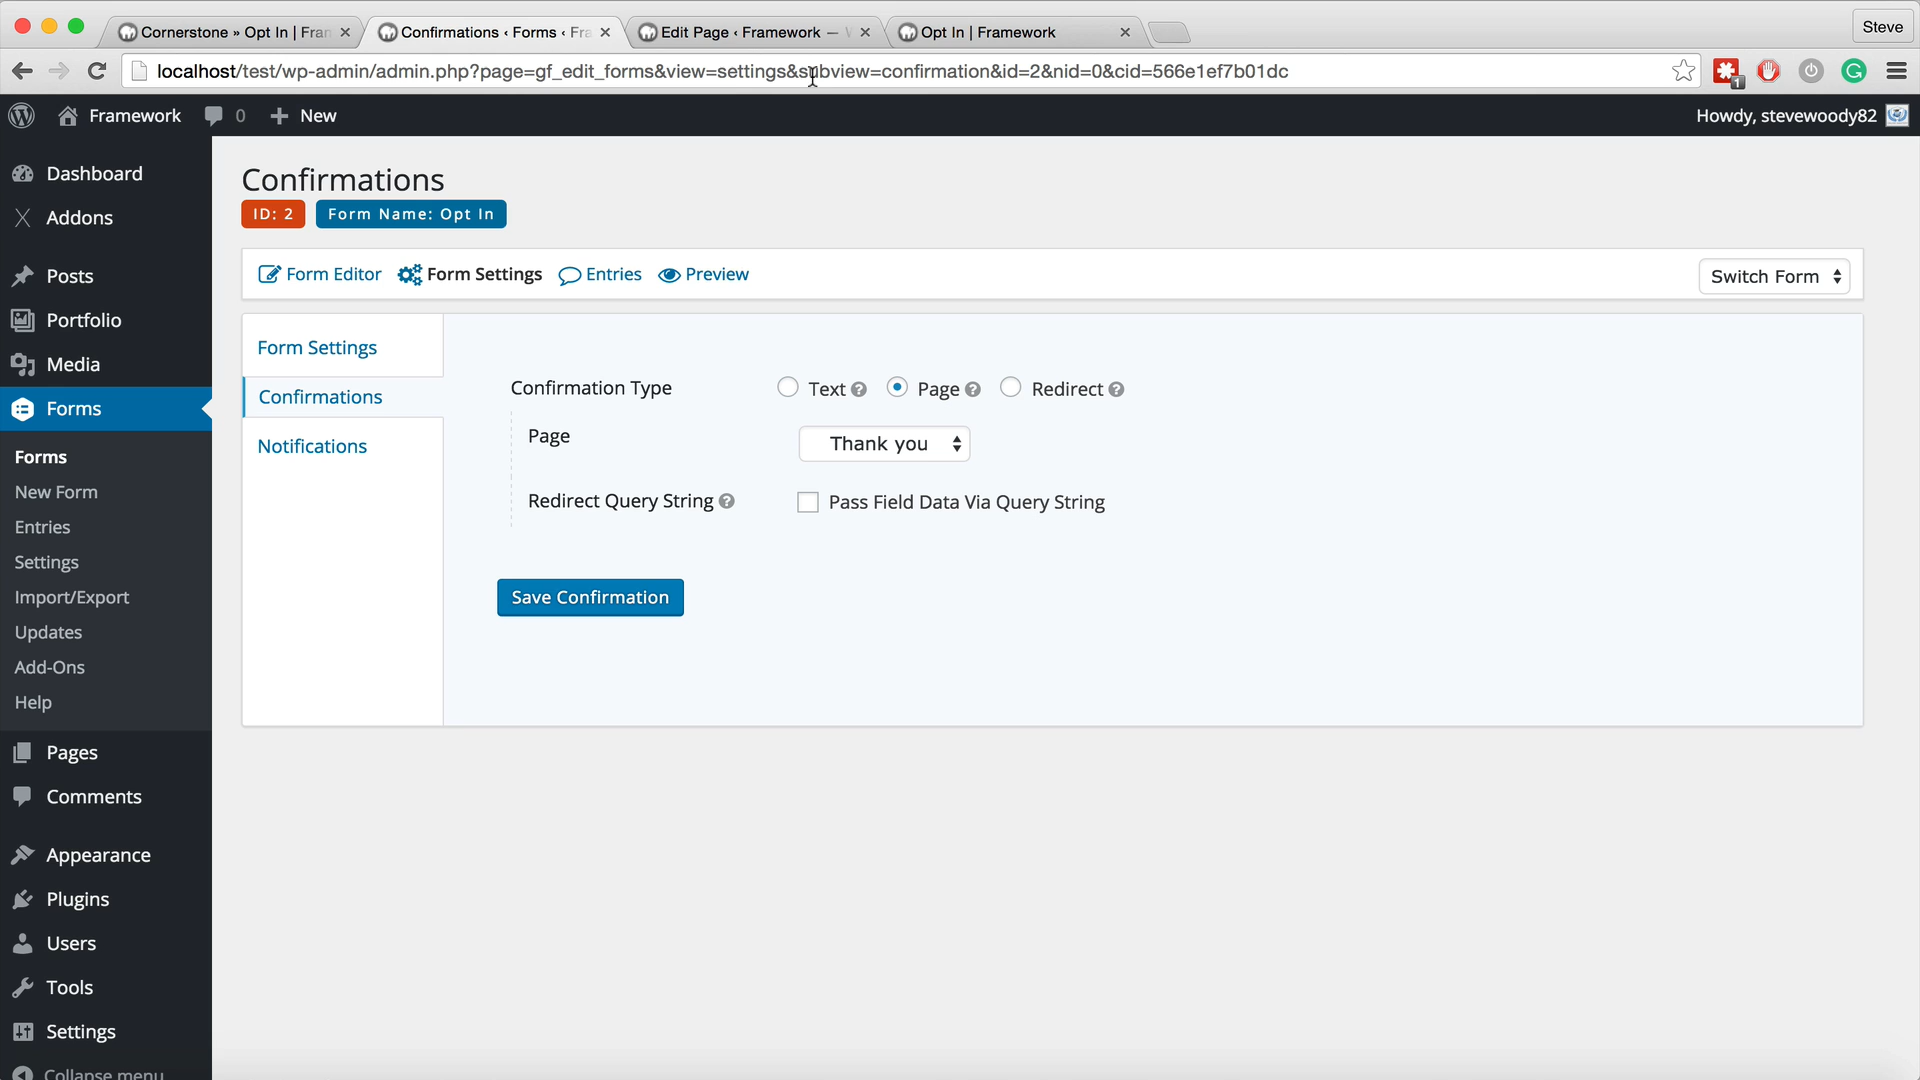 Cornerstone » Opt In | Fran
Confirmations ‹ Forms ‹ Fra
Edit Page ‹ Framework —
Opt In | Framework
Steve
localhost/test/wp-admin/admin.php?page=gf_edit_forms&view=settings&subview=confirmation&id=2&nid=0&cid=566e1ef7b01dc
1
Framework
0
New
Howdy, stevewoody82
Dashboard
Addons
Posts
Portfolio
Media
Forms
Forms
New Form
Entries
Settings
Import/Export
Updates
Add-Ons
Help
Pages
Comments
Appearance
Plugins
Users
Tools
Settings
Collapse menu
Confirmations
ID: 2
Form Name: Opt In
Form Editor
Form Settings
Entries
Preview
Switch Form
Form Settings
Confirmations
Notifications
Confirmation Type
Text
Page
Redirect
Page
Thank you
Redirect Query String
Pass Field Data Via Query String
Save Confirmation